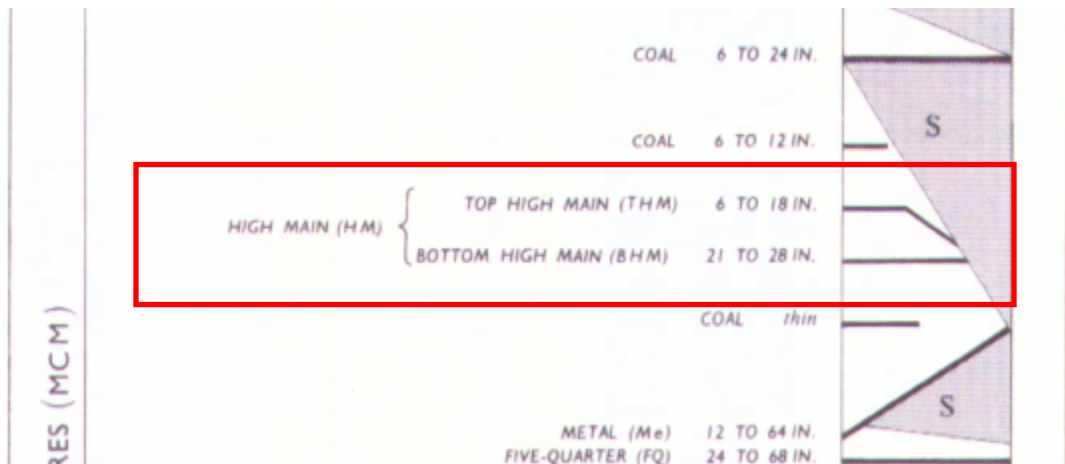 COAL 6 TO 24 IN.
S
COAL 6 TO 12 IN.
TOP HIGH MAIN (THM) 6 TO 18 IN.
HIGH MAIN (HM)
BOTTOM HIGH MAIN (BHM) 21 TO 28 IN.
COAL thin
RES (MCM)
S
METAL (Me) 12 TO 64 IN.
FIVE-QUARTER (FQ) 24 TO 68 IN.